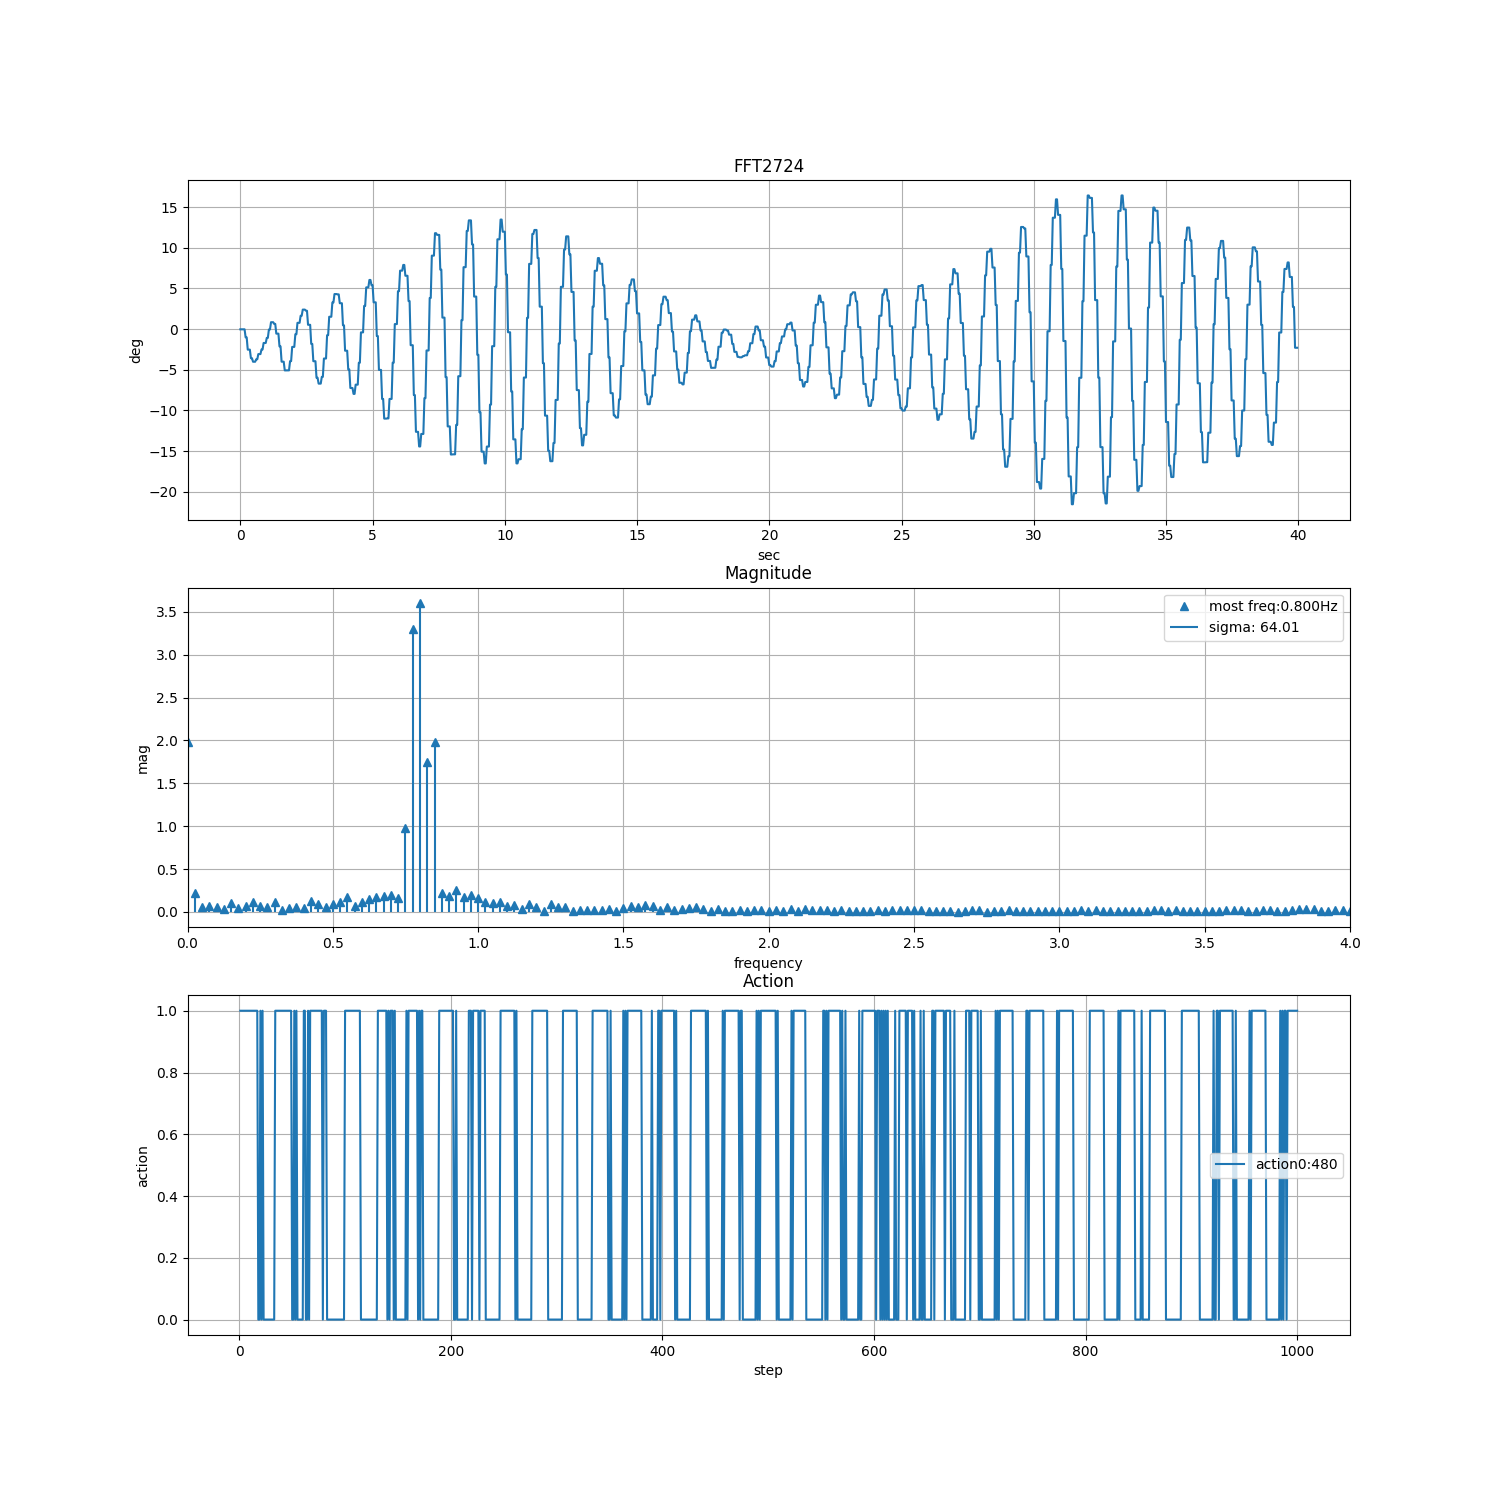 FFT2724
15
10
5
0
−5
−10
−15
−20
deg
0 5 10 15 20 25 30 35 40
sec
Magnitude
most freq:0.800Hz
sigma: 64.01
3.5
3.0
2.5
2.0
1.5
1.0
0.5
0.0
mag
0.0 0.5 1.0 1.5 2.0 2.5 3.0 3.5 4.0
frequency
Action
1.0
0.8
0.6
0.4
0.2
0.0
action
action0:480
0 200 400 600 800 1000
step